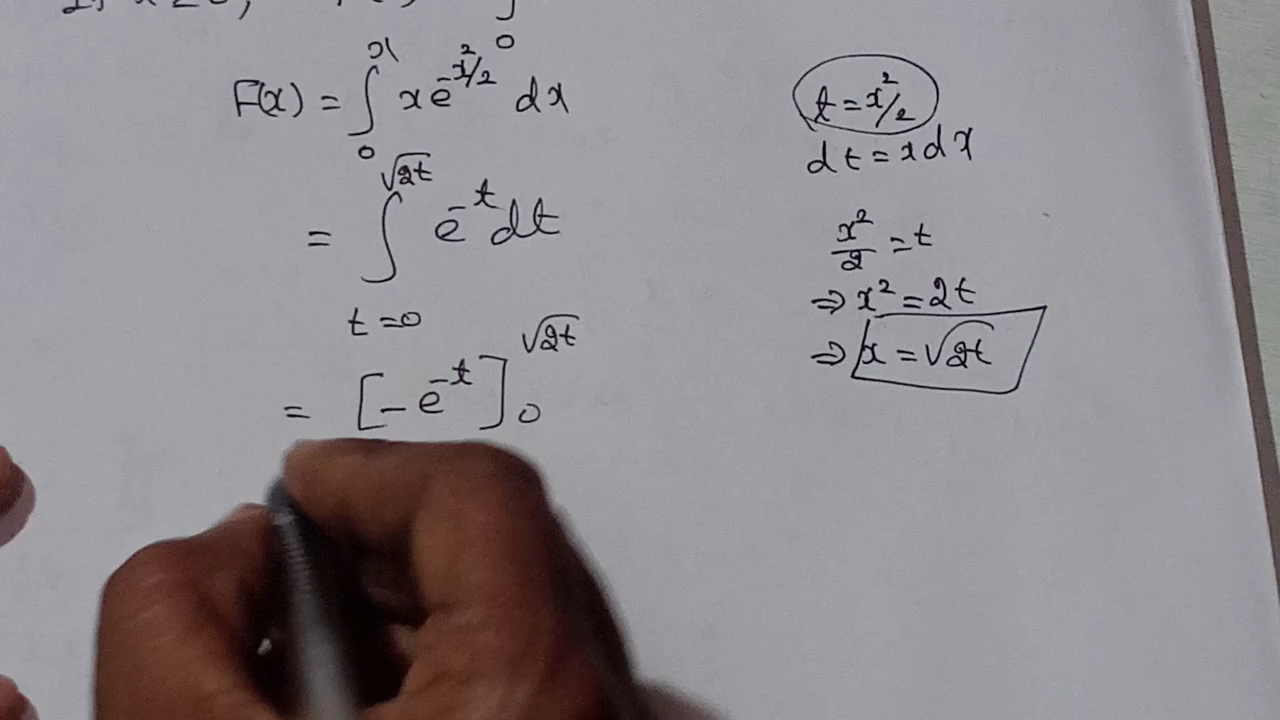 F(x) = ∫₀ˣ x e^(-x²/2) dx
= ∫_(t=0)^(√2t) e^(-t) dt
= [-e^(-t)]₀^(√2t)
t = x²/2
dt = x dx
x²/2 = t
⇒ x² = 2t
⇒ x = √2t